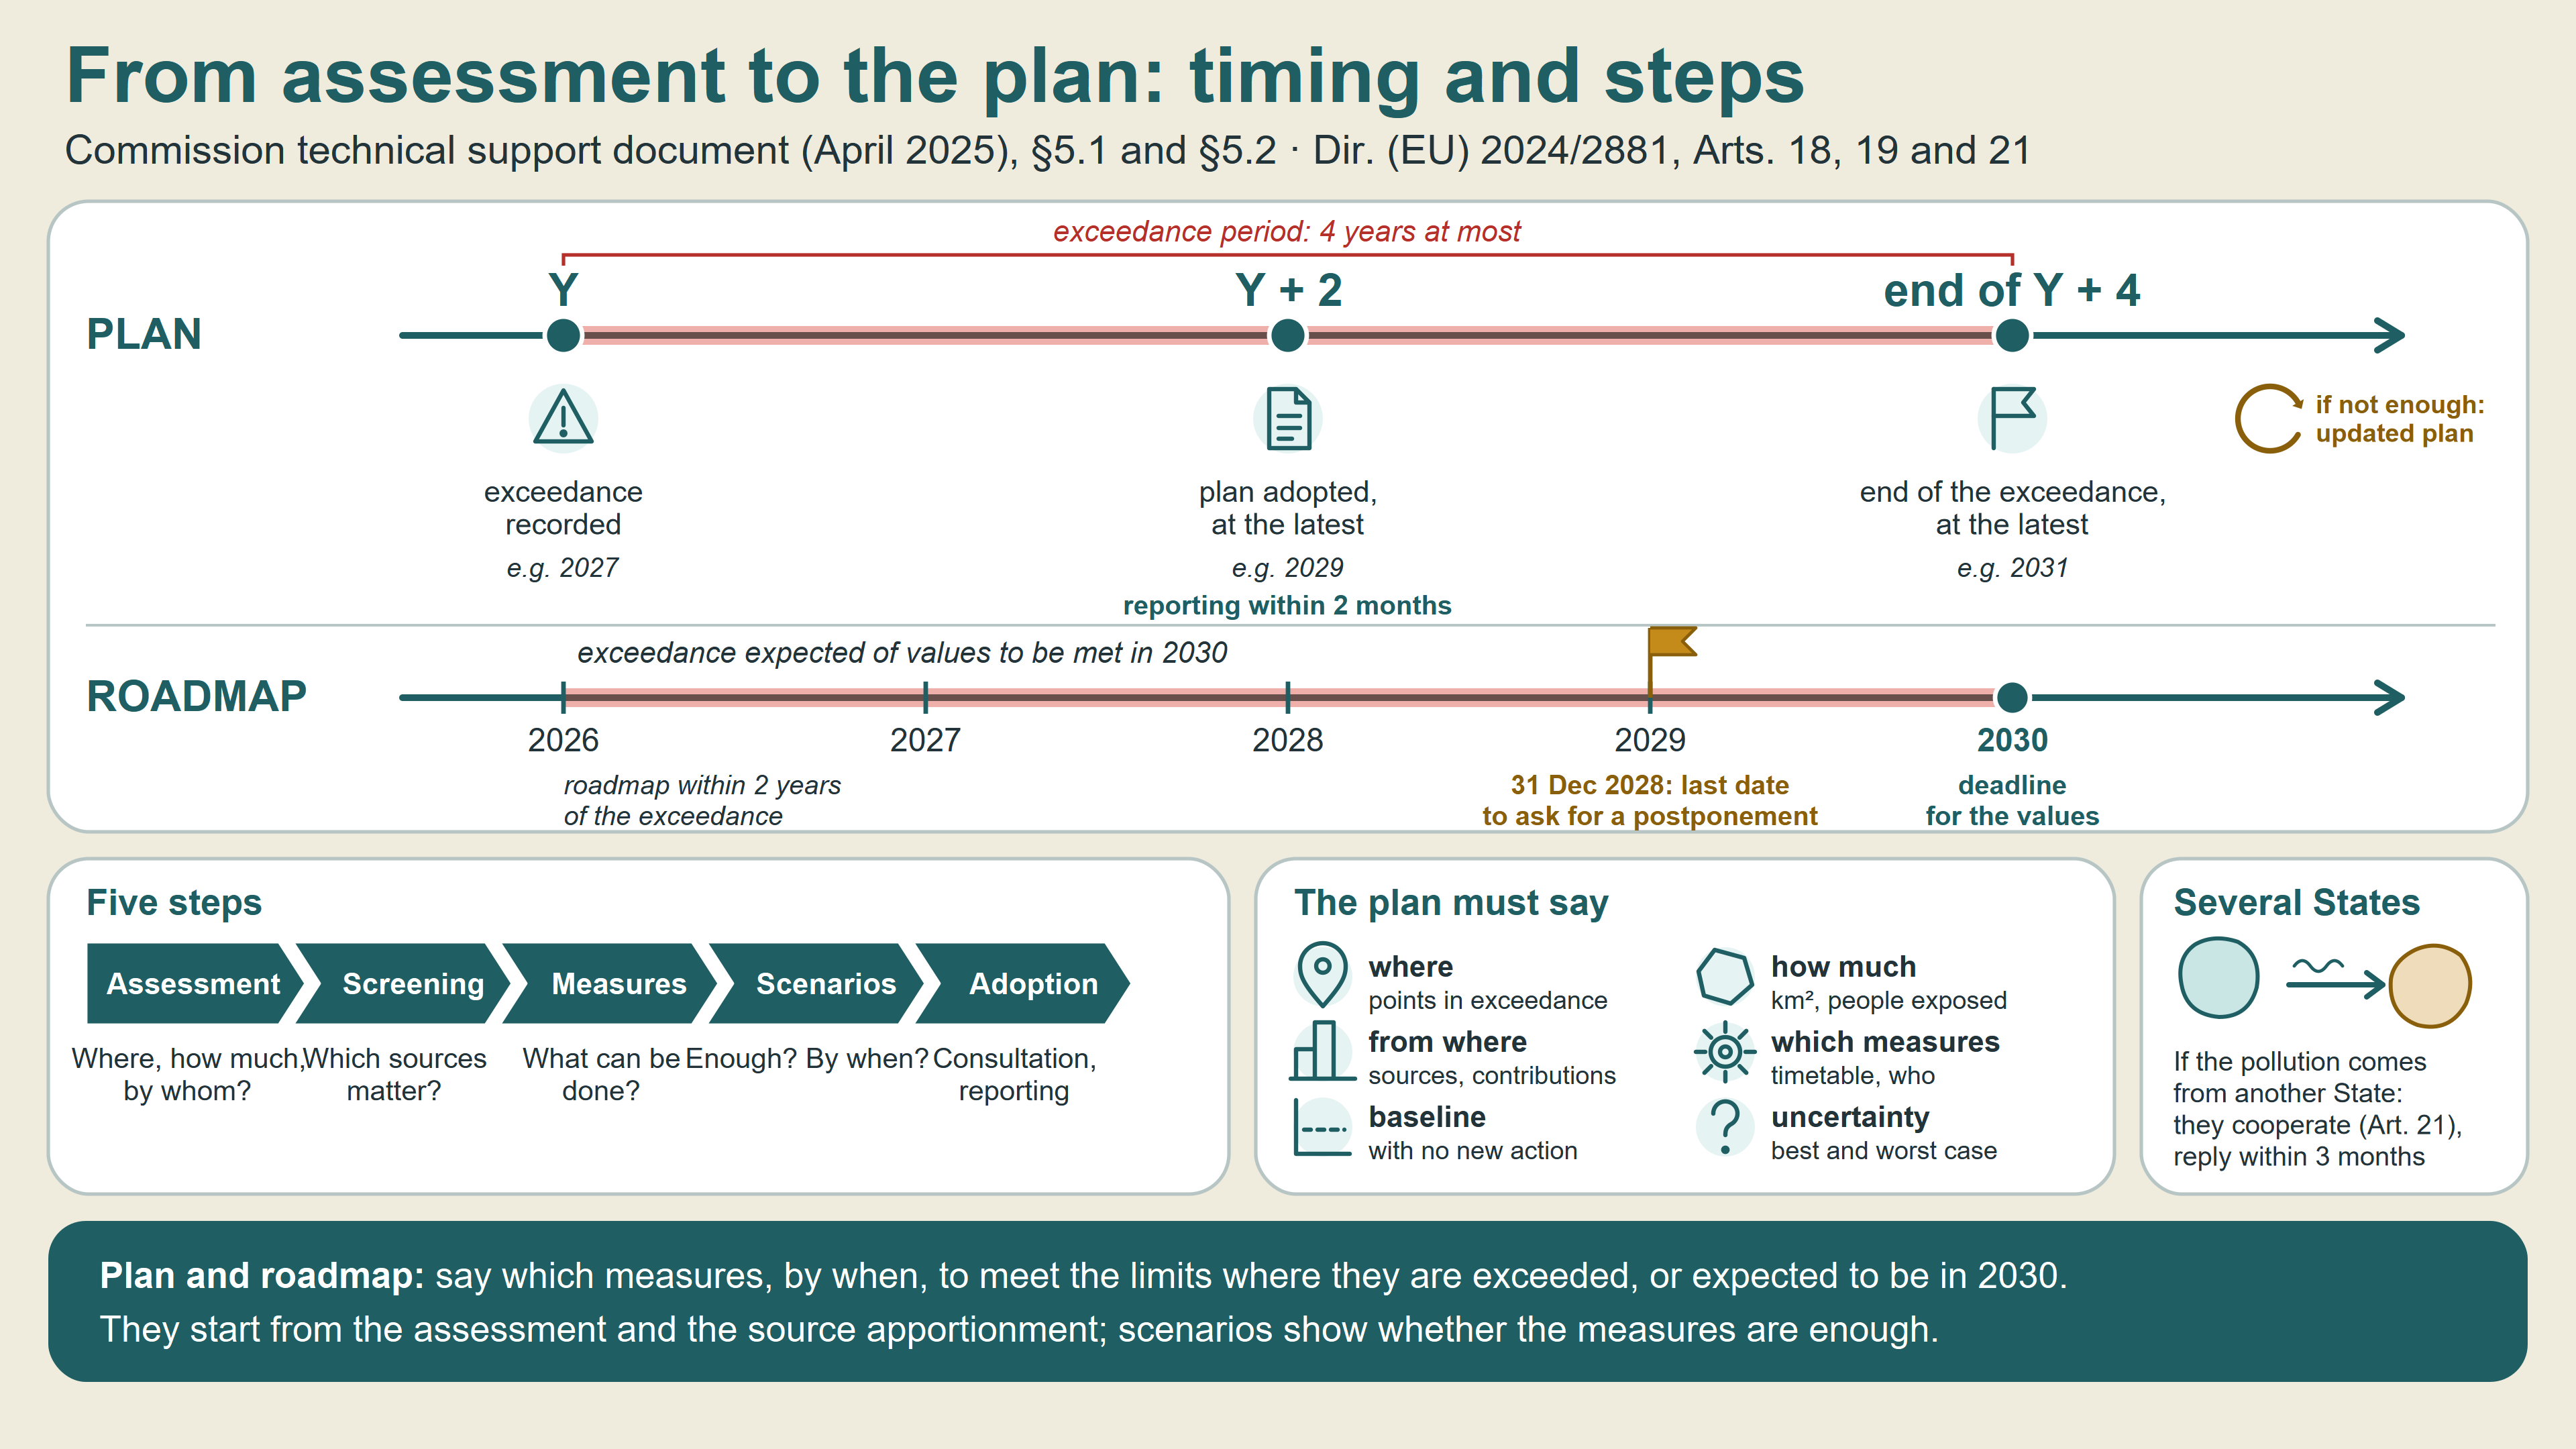 From assessment to the plan: timing and steps
Commission technical support document (April 2025), §5.1 and §5.2 · Dir. (EU) 2024/2881, Arts. 18, 19 and 21
exceedance period: 4 years at most
Y
Y + 2
end of Y + 4
PLAN
if not enough:
updated plan
exceedance
recorded
e.g. 2027
plan adopted,
at the latest
e.g. 2029
reporting within 2 months
end of the exceedance,
at the latest
e.g. 2031
exceedance expected of values to be met in 2030
ROADMAP
2026
2027
2028
2029
2030
roadmap within 2 years
of the exceedance
31 Dec 2028: last date
to ask for a postponement
deadline
for the values
Five steps
Assessment
Screening
Measures
Scenarios
Adoption
Where, how much,
by whom?
Which sources
matter?
What can be
done?
Enough? By when?
Consultation,
reporting
The plan must say
where
points in exceedance
how much
km², people exposed
from where
sources, contributions
which measures
timetable, who
baseline
with no new action
uncertainty
best and worst case
Several States
If the pollution comes
from another State:
they cooperate (Art. 21),
reply within 3 months
Plan and roadmap: say which measures, by when, to meet the limits where they are exceeded, or expected to be in 2030.
They start from the assessment and the source apportionment; scenarios show whether the measures are enough.